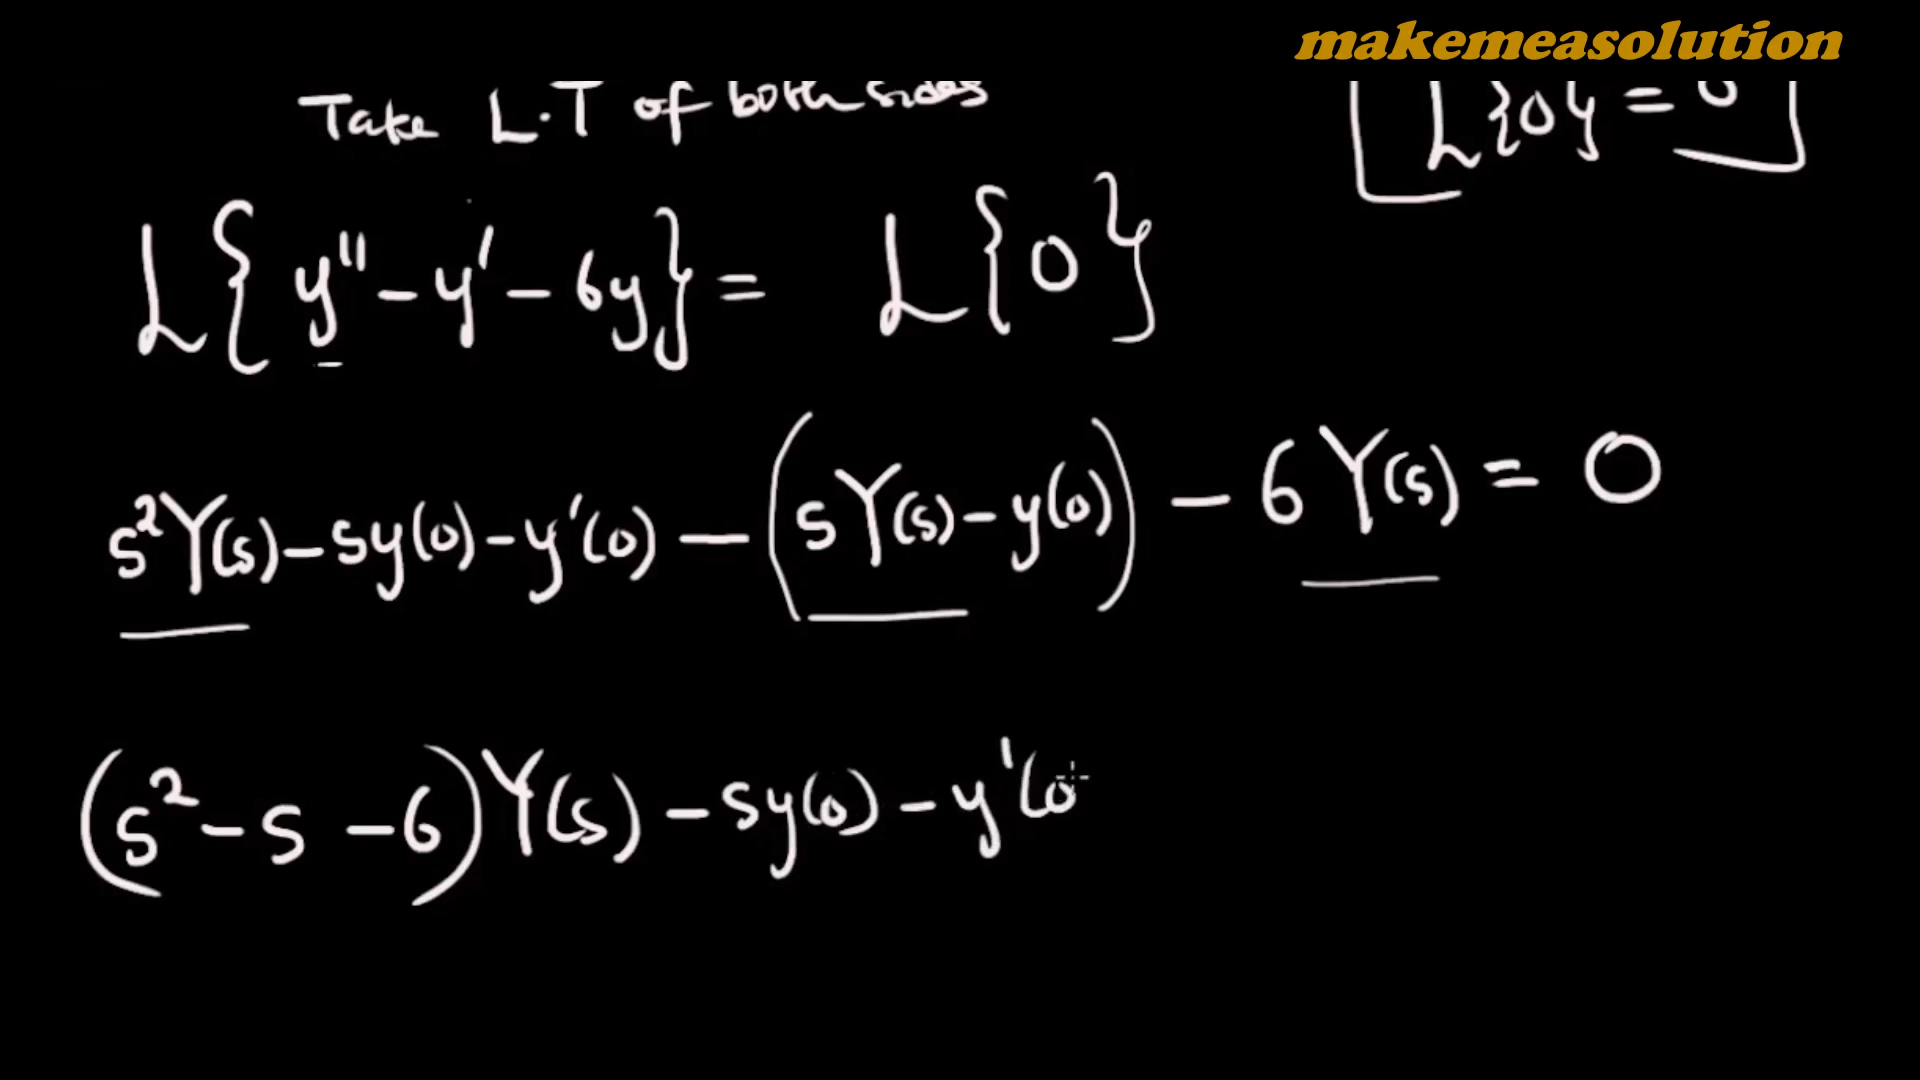 makemeasolution
Take L.T of both sides
L{0} = 0
L{y'' - y' - 6y} = L{0}
s²Y(s) - sy(0) - y'(0) - (sY(s) - y(0)) - 6Y(s) = 0
(s² - s - 6)Y(s) - sy(0) - y'(0